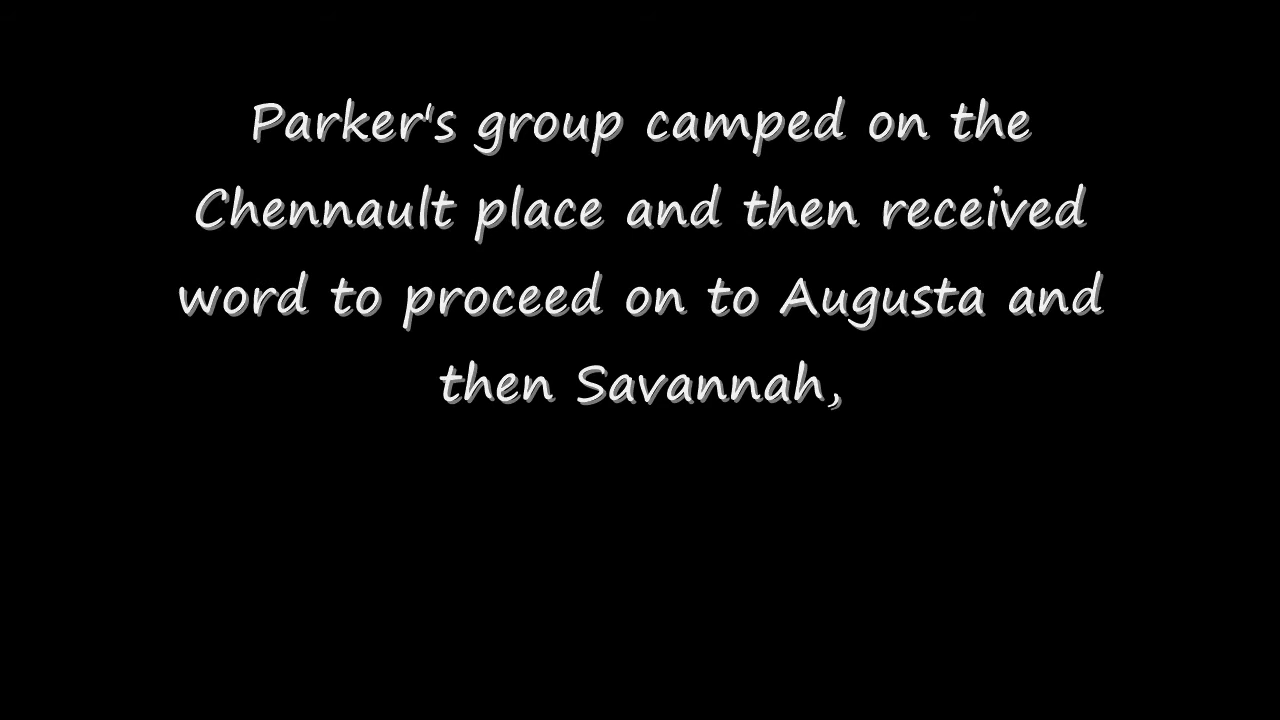 Parker's group camped on the
Chennault place and then received
word to proceed on to Augusta and
then Savannah,